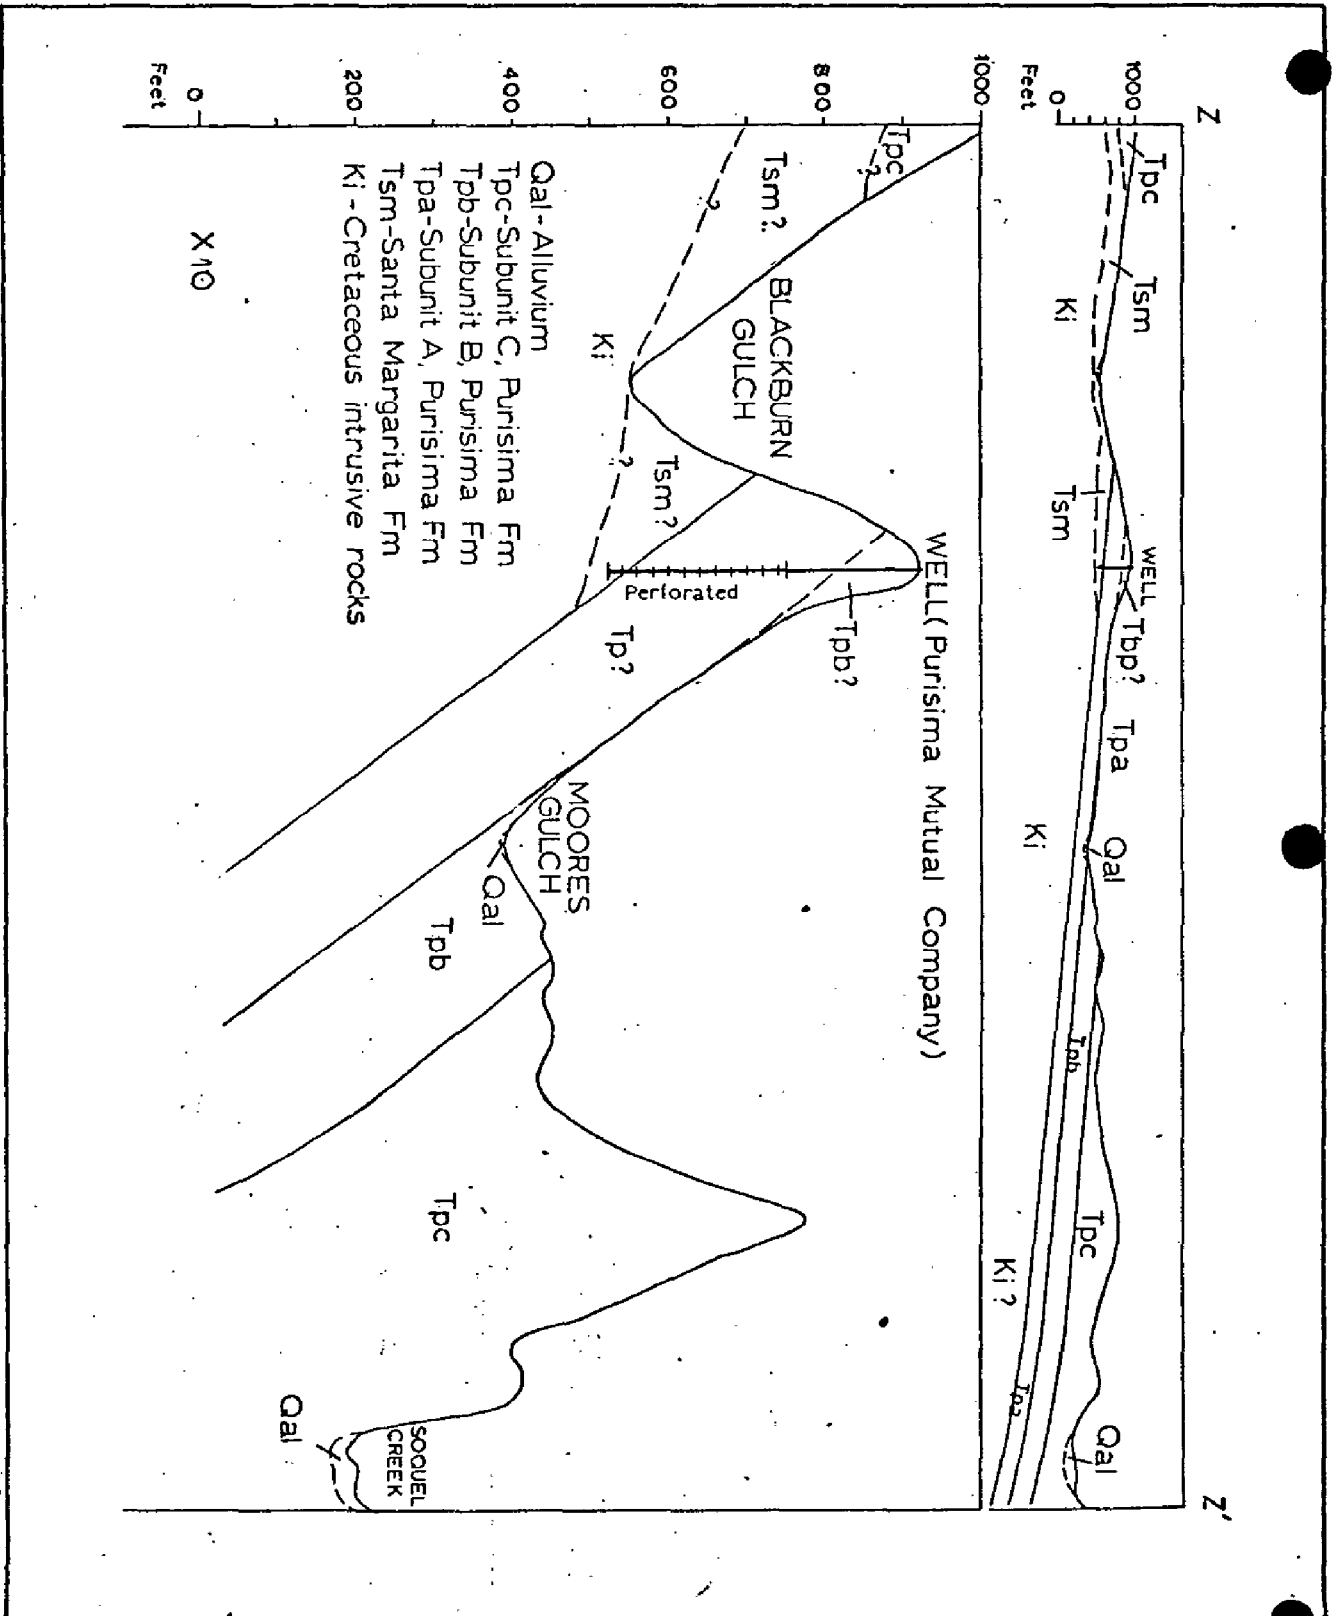 Z
Z'
1000
Feet
0
Tpc
Tsm
Ki
Tsm
WELL
Tbp?
Tpa
Ki
Qal
Tpb
Tpc
Ki?
Tpa
Qal
WELL (Purisima Mutual Company)
1000
800
600
400
200
0
Feet
Tpc
?
Tsm?
?
BLACKBURN
GULCH
Ki
?
Tsm?
Perforated
Tpb?
Tp?
MOORES
GULCH
Qal
Tpb
Tpc
SOQUEL
CREEK
Qal
Qal-Alluvium
Tpc-Subunit C, Purisima Fm
Tpb-Subunit B, Purisima Fm
Tpa-Subunit A, Purisima Fm
Tsm-Santa Margarita Fm
Ki-Cretaceous intrusive rocks
X10